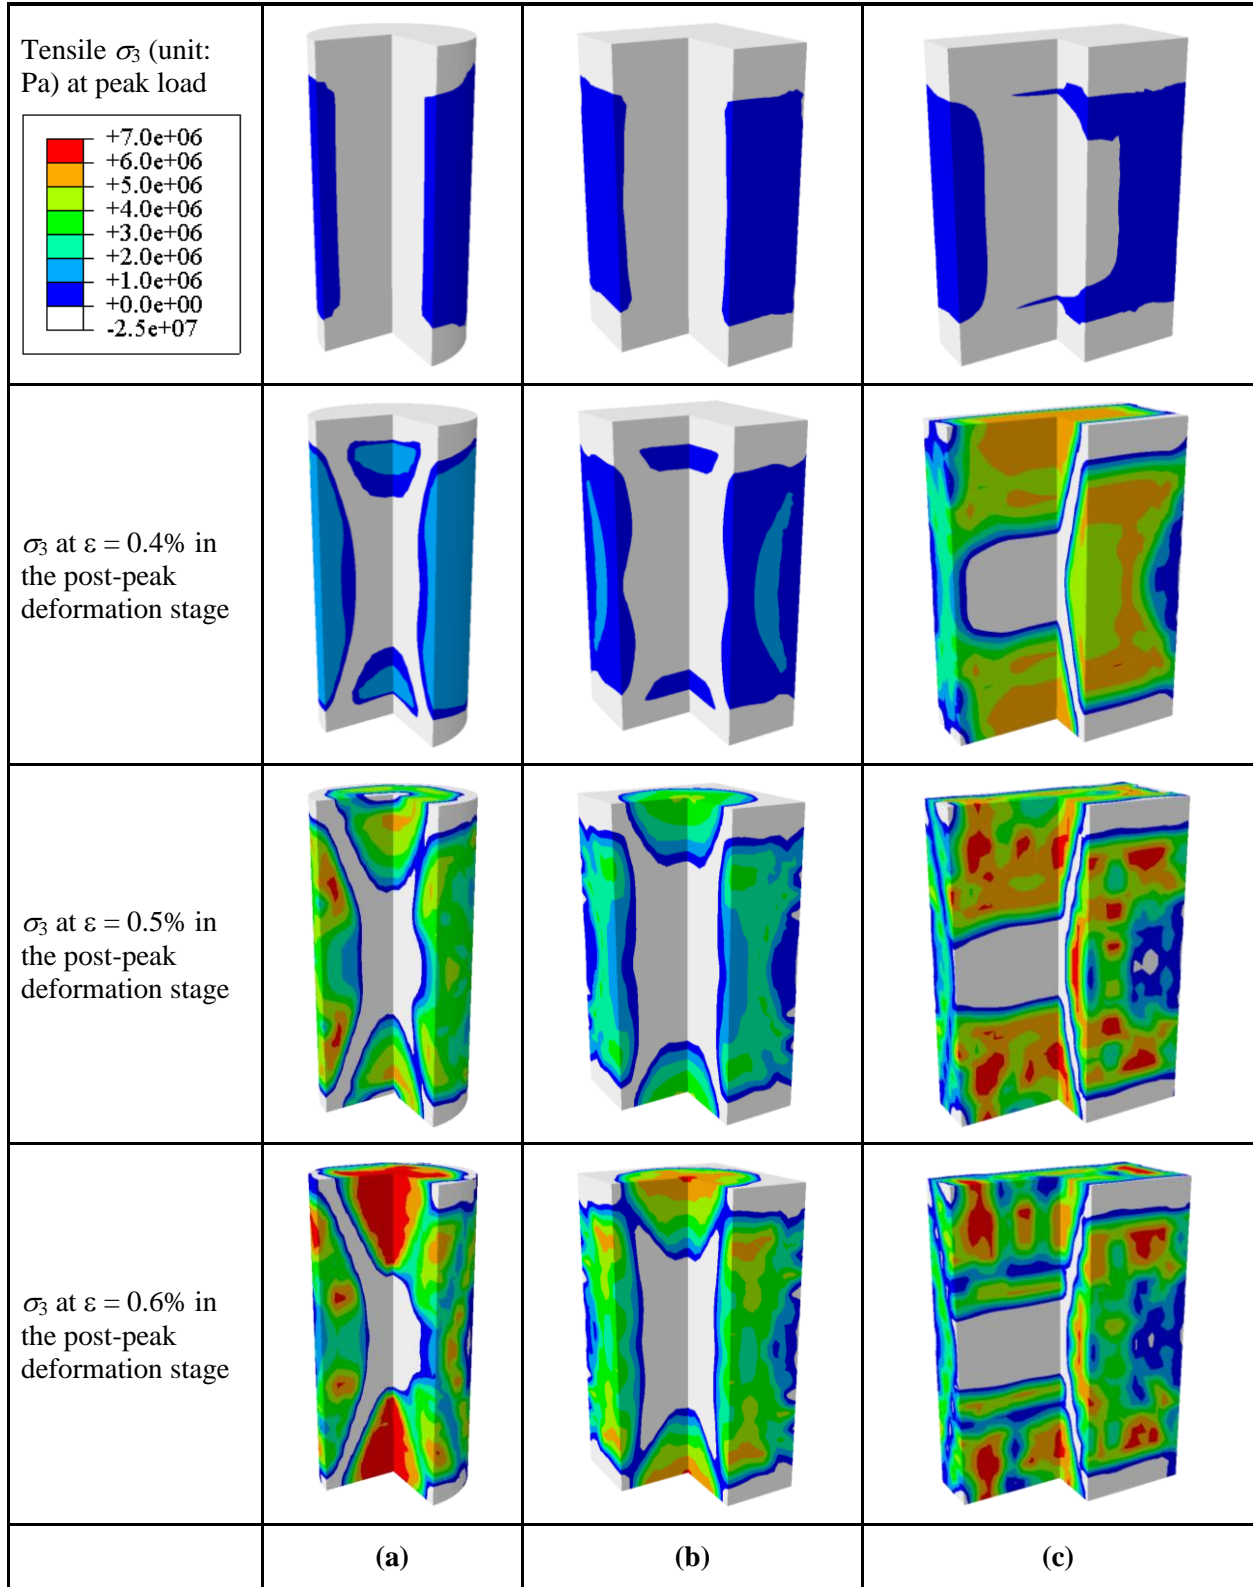 Tensile σ3 (unit:
Pa) at peak load
+7.0e+06
+6.0e+06
+5.0e+06
+4.0e+06
+3.0e+06
+2.0e+06
+1.0e+06
+0.0e+00
-2.5e+07
σ3 at ε = 0.4% in
the post-peak
deformation stage
σ3 at ε = 0.5% in
the post-peak
deformation stage
σ3 at ε = 0.6% in
the post-peak
deformation stage
(a)
(b)
(c)